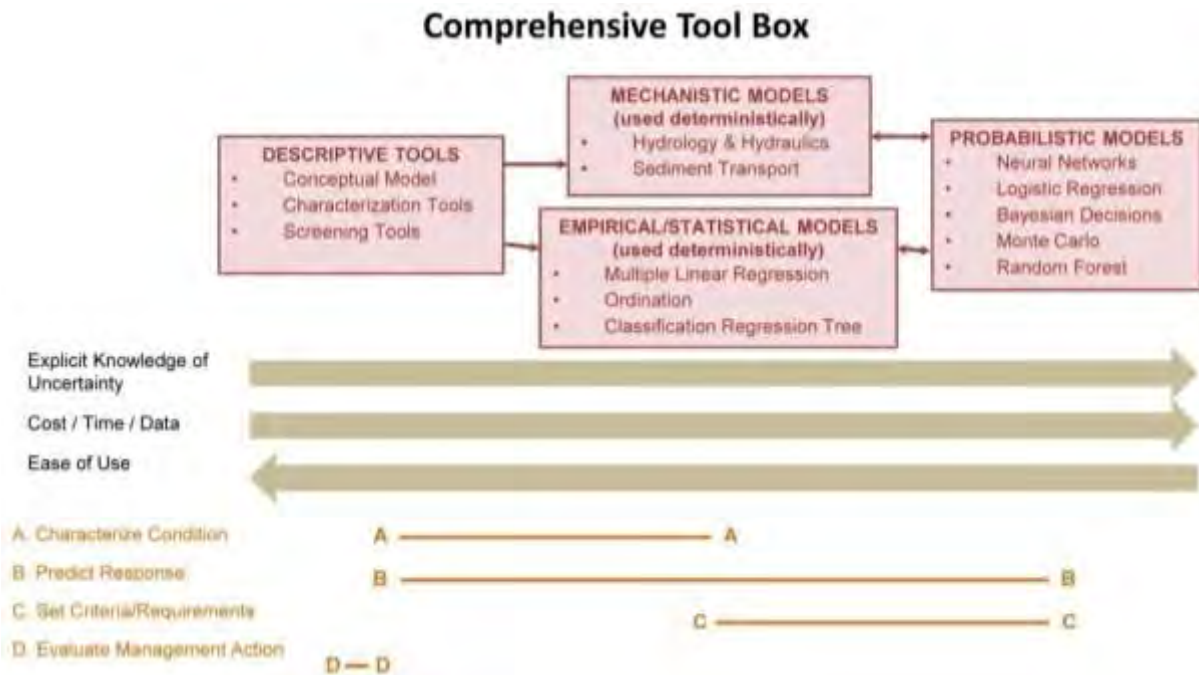 Comprehensive Tool Box
DESCRIPTIVE TOOLS
• Conceptual Model
• Characterization Tools
• Screening Tools
MECHANISTIC MODELS
(used deterministically)
• Hydrology & Hydraulics
• Sediment Transport
EMPIRICAL/STATISTICAL MODELS
(used deterministically)
• Multiple Linear Regression
• Ordination
• Classification Regression Tree
PROBABILISTIC MODELS
• Neural Networks
• Logistic Regression
• Bayesian Decisions
• Monte Carlo
• Random Forest
Explicit Knowledge of
Uncertainty
Cost / Time / Data
Ease of Use
A. Characterize Condition
A A
B. Predict Response
B B
C. Set Criteria/Requirements
C C
D. Evaluate Management Action
D D